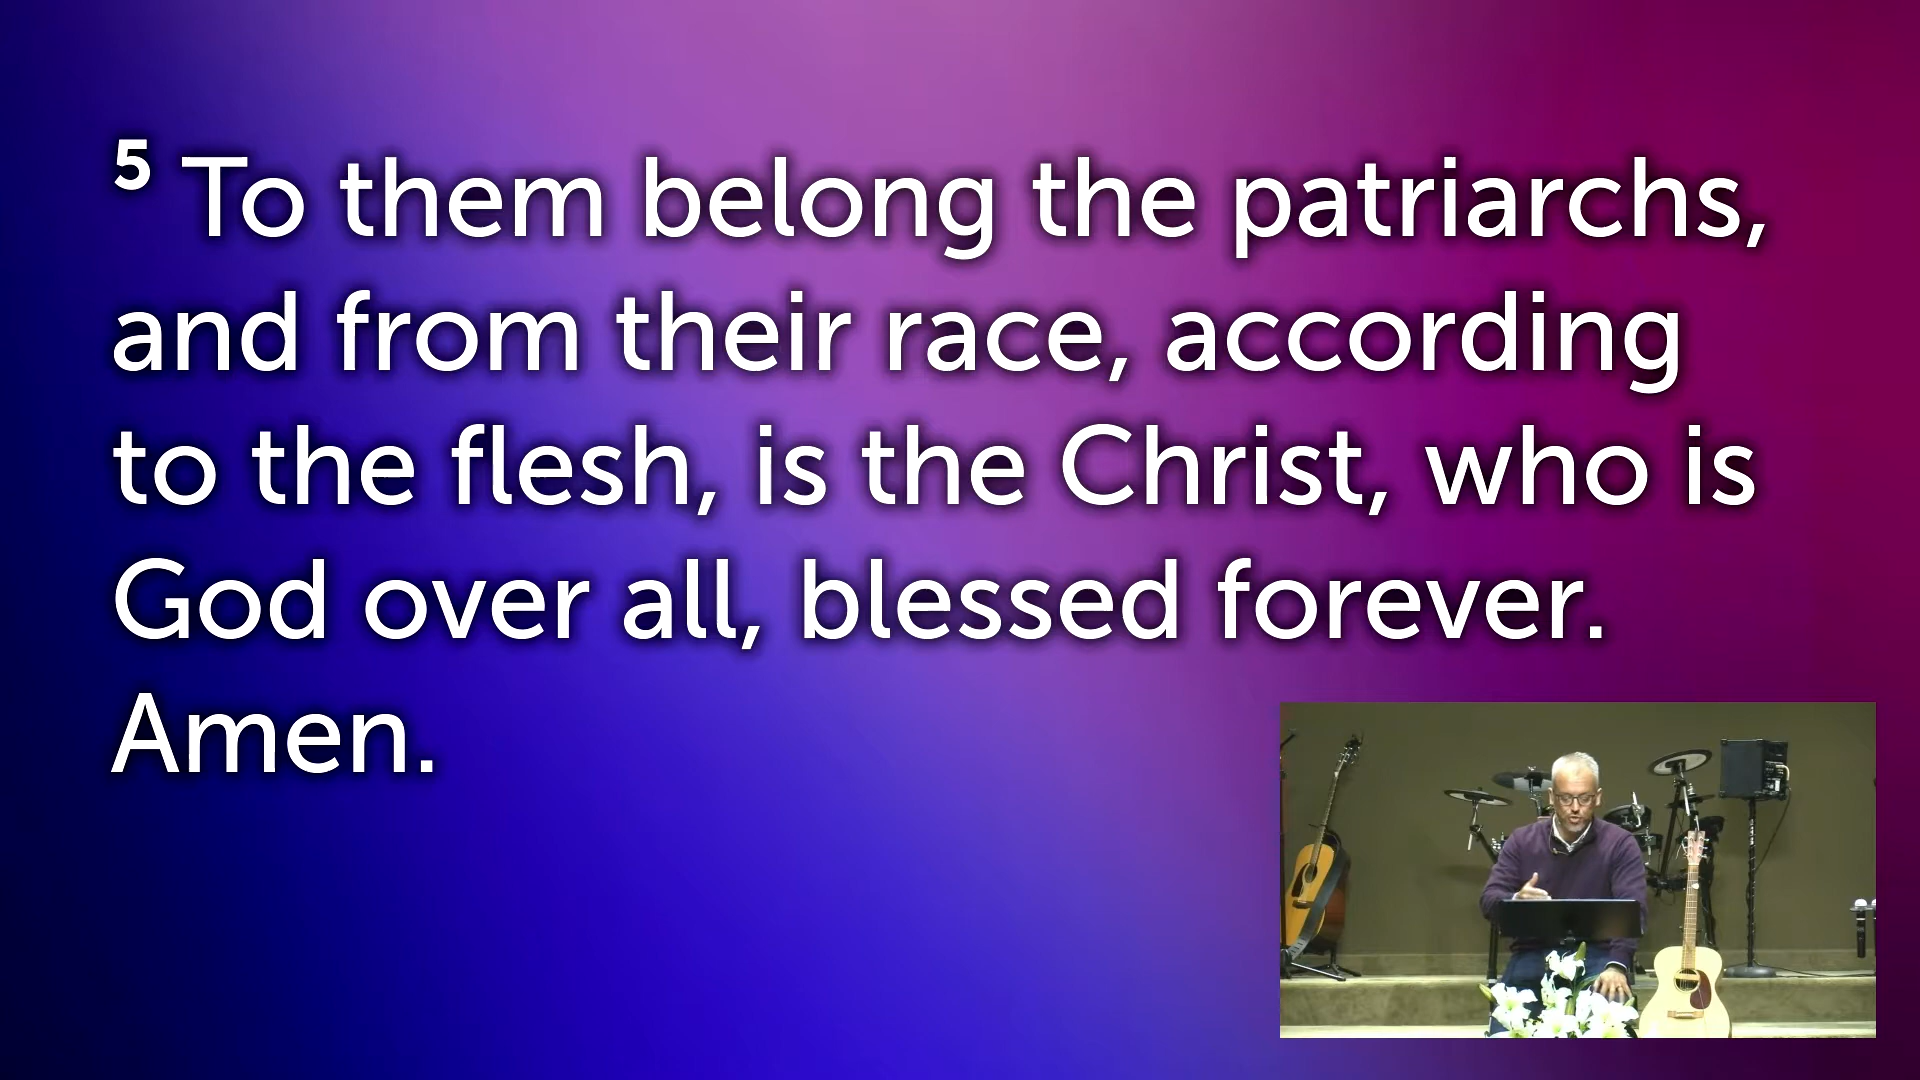 5 To them belong the patriarchs,
and from their race, according
to the flesh, is the Christ, who is
God over all, blessed forever.
Amen.